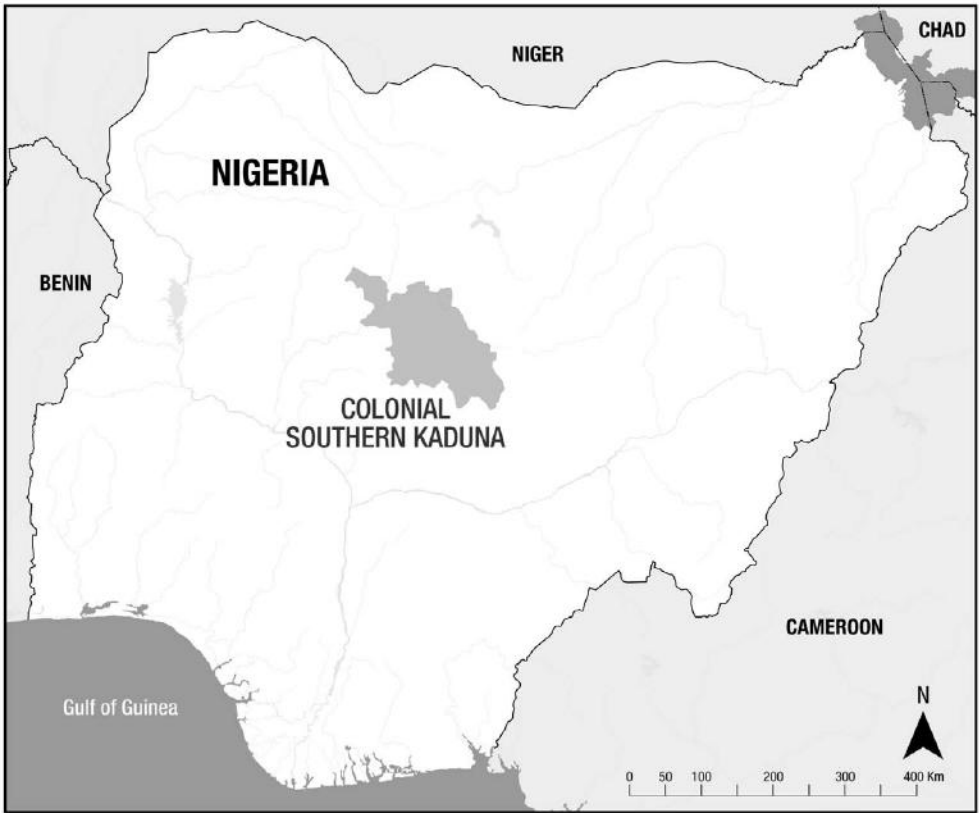 CHAD
NIGER
NIGERIA
BENIN
COLONIAL
SOUTHERN KADUNA
CAMEROON
Gulf of Guinea
N
0 50 100 200 300 400 Km